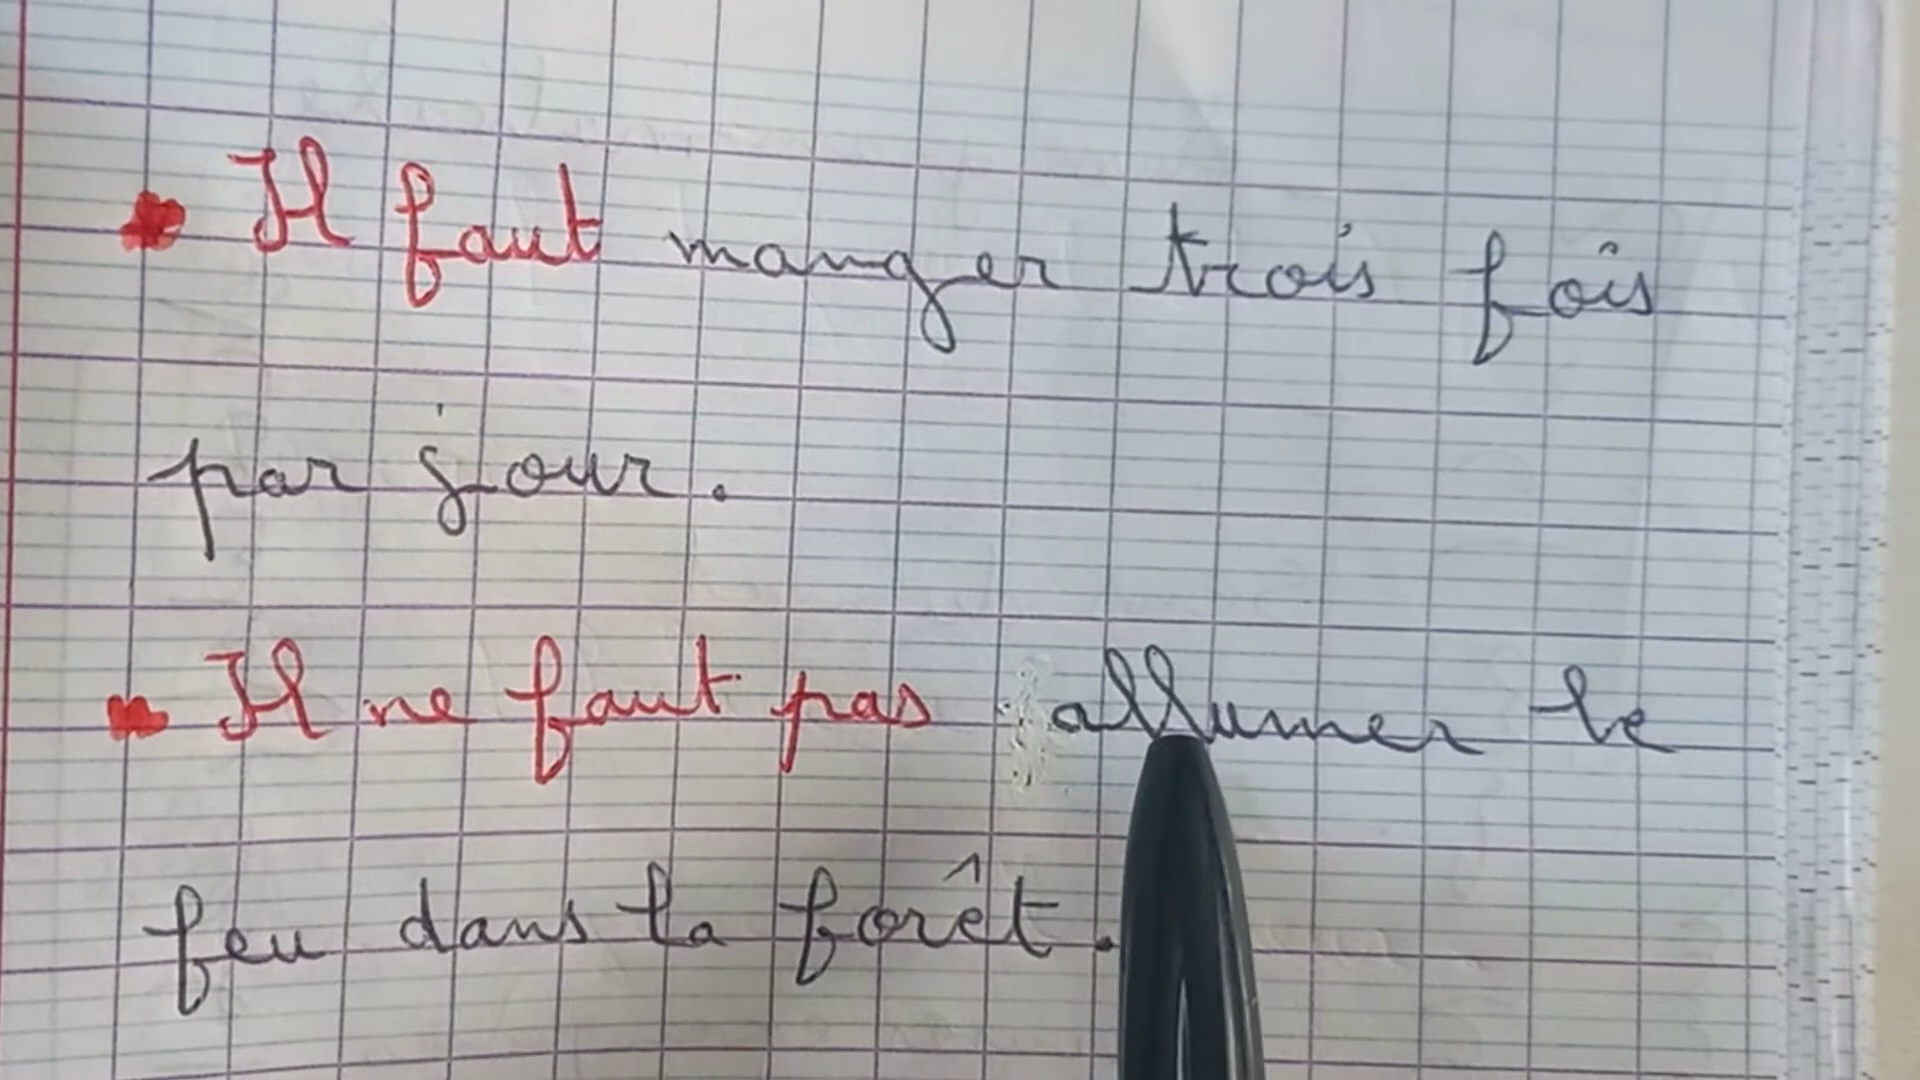 Il faut manger trois fois
par jour.
Il ne faut pas allumer le
feu dans la forêt.